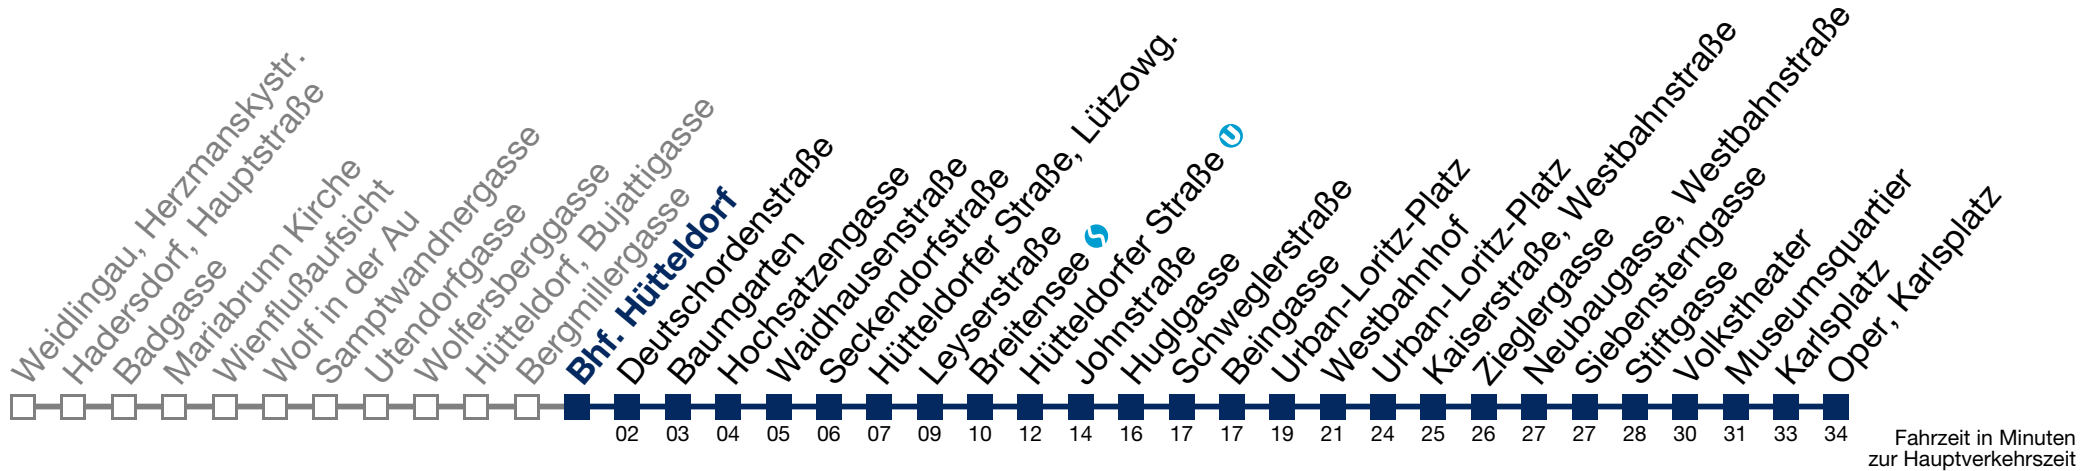 Weidlingau, Herzmanskystr.
Hadersdorf, Hauptstraße
Badgasse
Mariabrunn Kirche
Wienflußaufsicht
Wolf in der Au
Samptwandnergasse
Utendorfgasse
Wolfersberggasse
Hütteldorf, Bujattigasse
Bergmillergasse
Bhf. Hütteldorf
Deutschordenstraße
Baumgarten
Hochsatzengasse
Waidhausenstraße
Seckendorfstraße
Hütteldorfer Straße, Lützowg.
Leyserstraße
Breitensee S
Hütteldorfer Straße U
Johnstraße
Huglgasse
Schweglerstraße
Beingasse
Urban-Loritz-Platz
Westbahnhof
Urban-Loritz-Platz
Kaiserstraße, Westbahnstraße
Zieglergasse
Neubaugasse, Westbahnstraße
Siebensterngasse
Stiftgasse
Volkstheater
Museumsquartier
Karlsplatz
Oper, Karlsplatz
02 03 04 05 06 07 09 10 12 14 16 17 17 19 21 24 25 26 27 27 28 30 31 33 34
Fahrzeit in Minuten
zur Hauptverkehrszeit